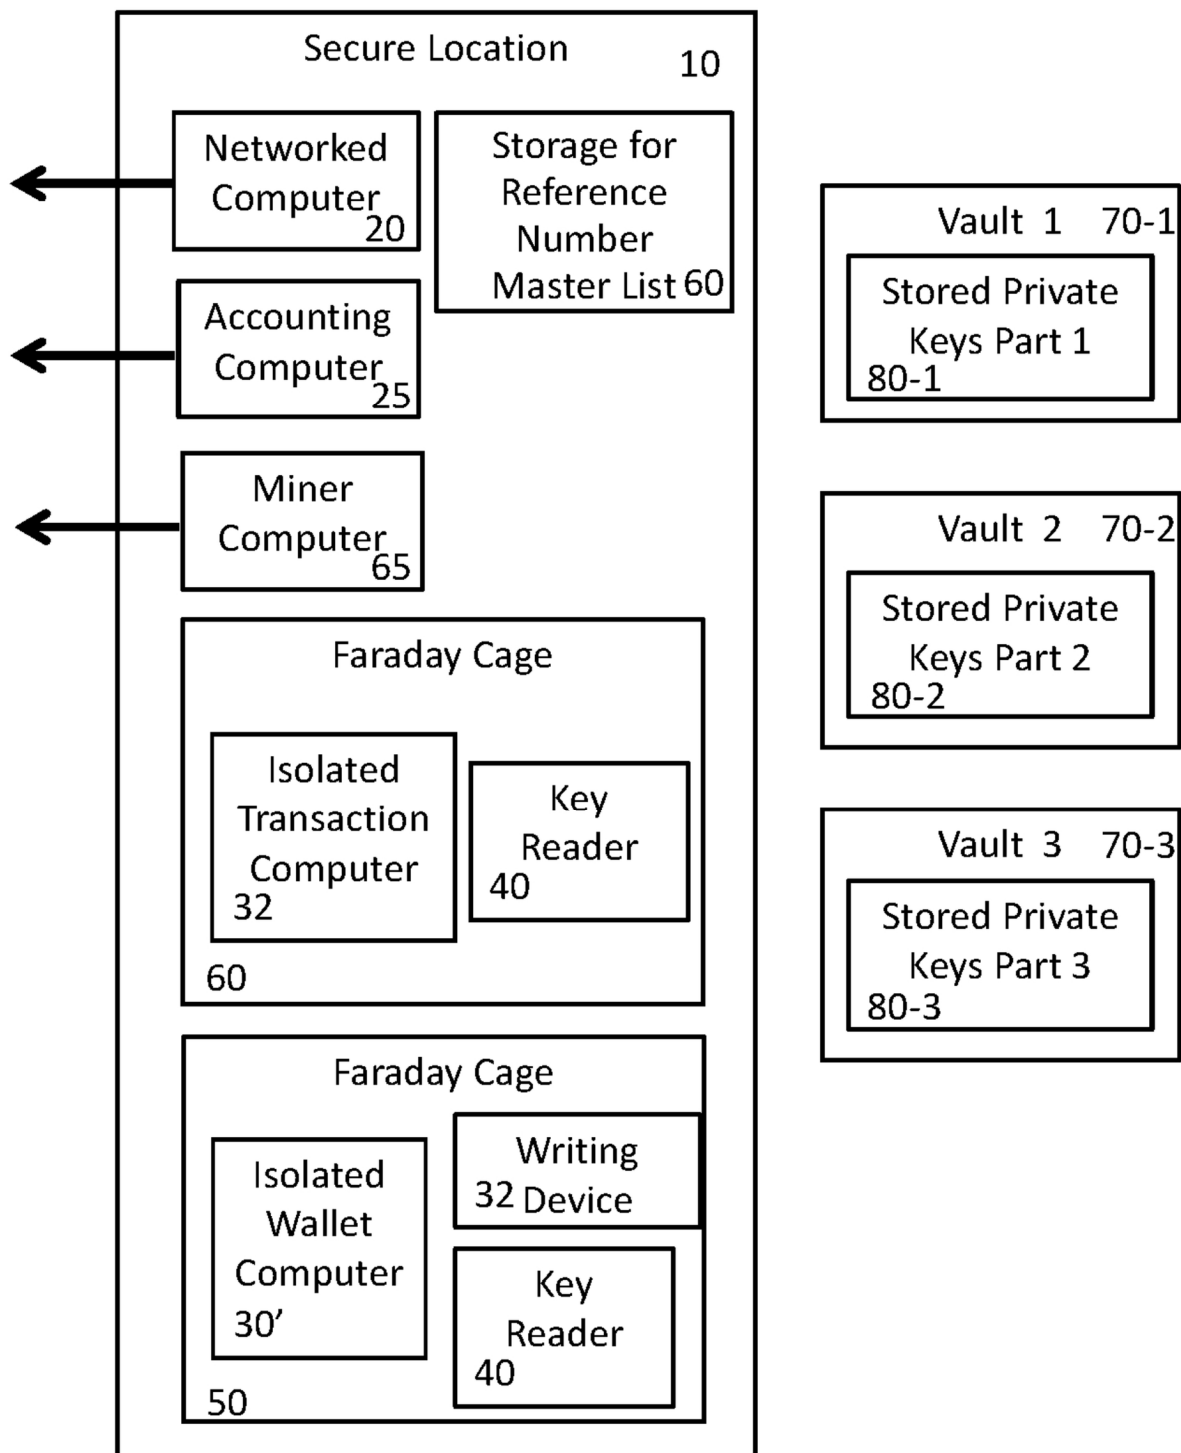 Secure Location
10
Networked
Computer
20
Storage for
Reference
Number
Master List 60
Accounting
Computer
25
Miner
Computer
65
Faraday Cage
Isolated
Transaction
Computer
32
Key
Reader
40
60
Faraday Cage
Isolated
Wallet
Computer
30’
Writing
32 Device
Key
Reader
40
50
Vault 1 70-1
Stored Private
Keys Part 1
80-1
Vault 2 70-2
Stored Private
Keys Part 2
80-2
Vault 3 70-3
Stored Private
Keys Part 3
80-3